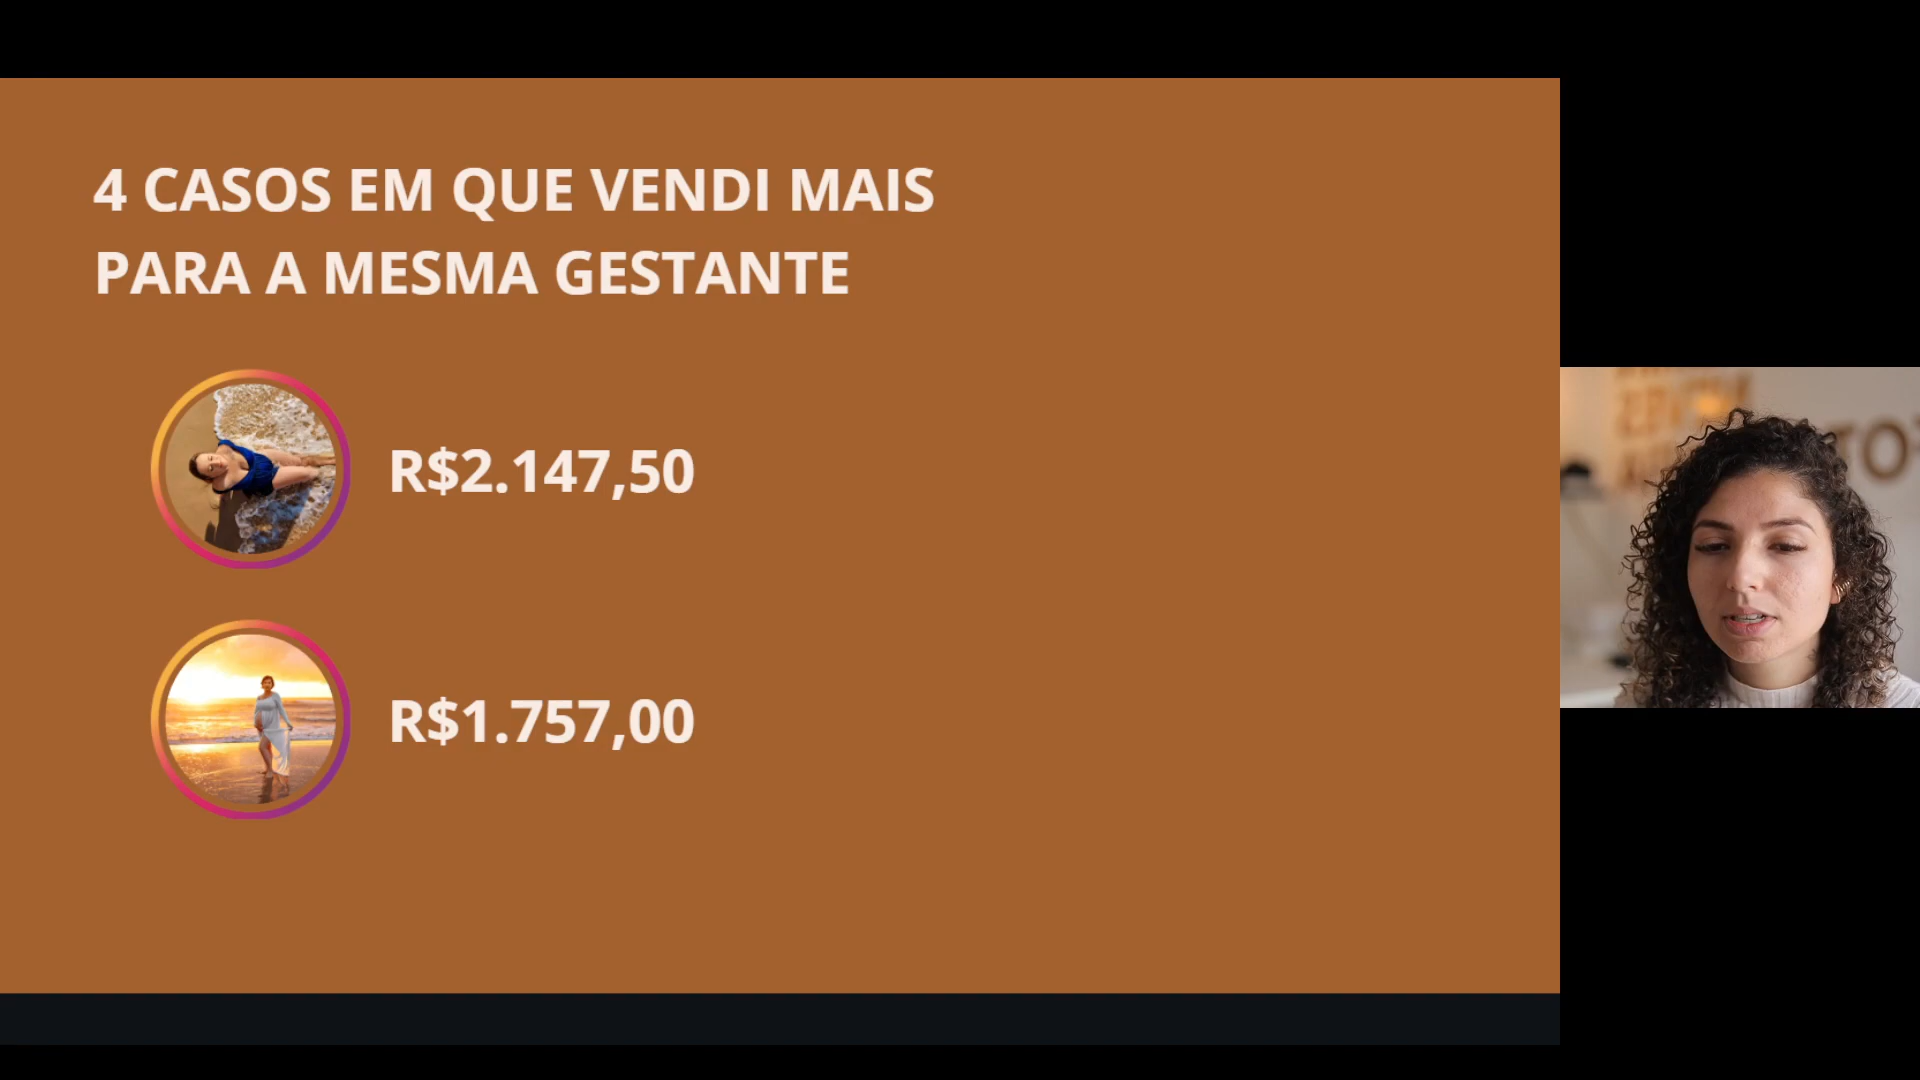 4 CASOS EM QUE VENDI MAIS
PARA A MESMA GESTANTE
R$2.147,50
R$1.757,00